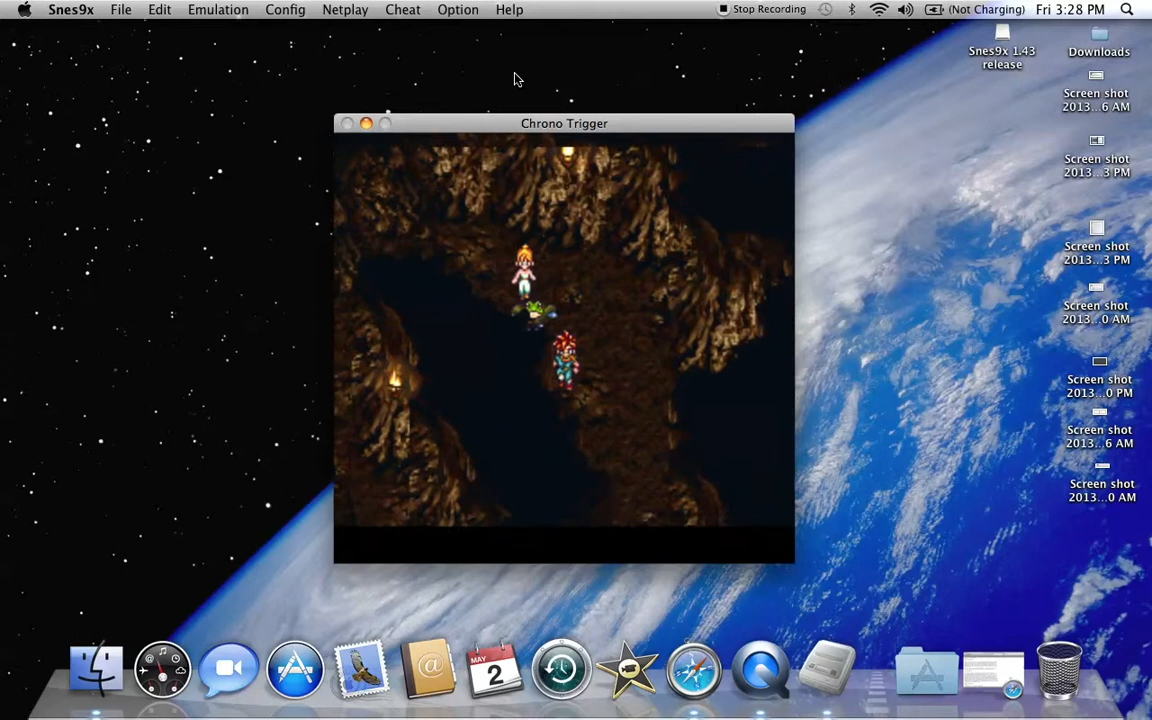 Snes9x File Edit Emulation Config Netplay Cheat Option Help Stop Recording (Not Charging) Fri 3:28 PM
Snes9x 1.43
release
Downloads
Screen shot
2013...6 AM
Screen shot
2013...3 PM
Screen shot
2013...3 PM
Screen shot
2013...0 AM
Screen shot
2013...0 PM
Screen shot
2013...6 AM
Screen shot
2013...0 AM
Chrono Trigger
MAY
2